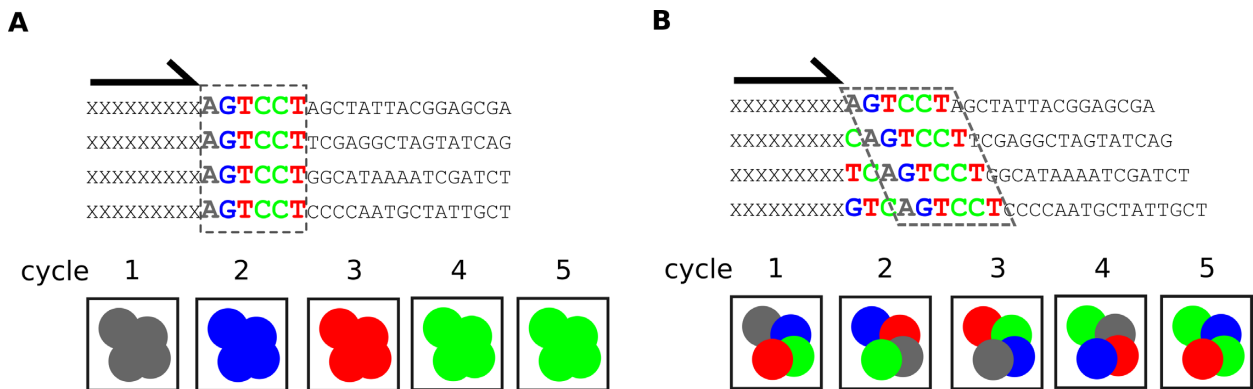 A
XXXXXXXXXAGTCCTAGCTATTACGGAGCGA
XXXXXXXXXAGTCCTTCGAGGCTAGTATCAG
XXXXXXXXXAGTCCTGGCATAAAATCGATCT
XXXXXXXXXAGTCCTCCCCAATGCTATTGCT
cycle 1 2 3 4 5
B
XXXXXXXXXAGTCCTAGCTATTACGGAGCGA
XXXXXXXXXCAGTCCTTCGAGGCTAGTATCAG
XXXXXXXXXTCAGTCCTGGCATAAAATCGATCT
XXXXXXXXXGTCAGTCCTCCCCAATGCTATTGCT
cycle 1 2 3 4 5